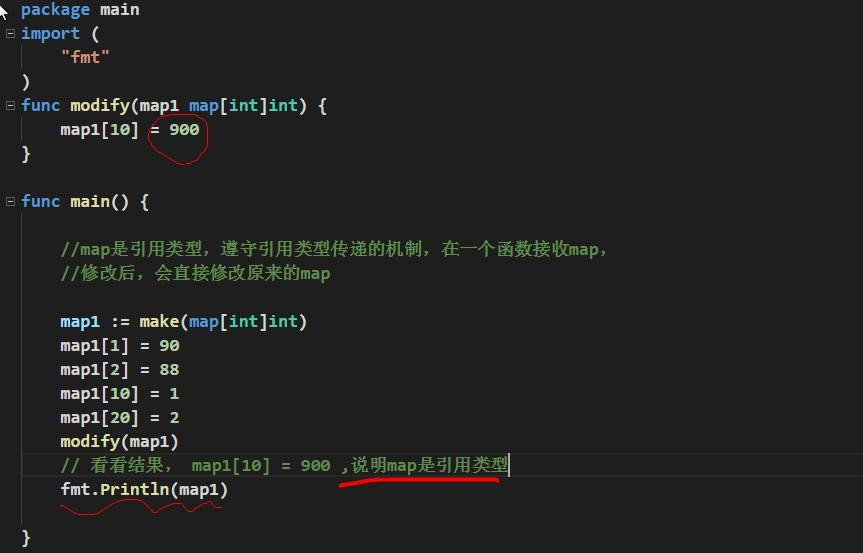 package main
import (
"fmt"
)
func modify(map1 map[int]int) {
map1[10] = 900
}
func main() {
//map是引用类型，遵守引用类型传递的机制，在一个函数接收map，
//修改后，会直接修改原来的map
map1 := make(map[int]int)
map1[1] = 90
map1[2] = 88
map1[10] = 1
map1[20] = 2
modify(map1)
// 看看结果， map1[10] = 900 ,说明map是引用类型
fmt.Println(map1)
}